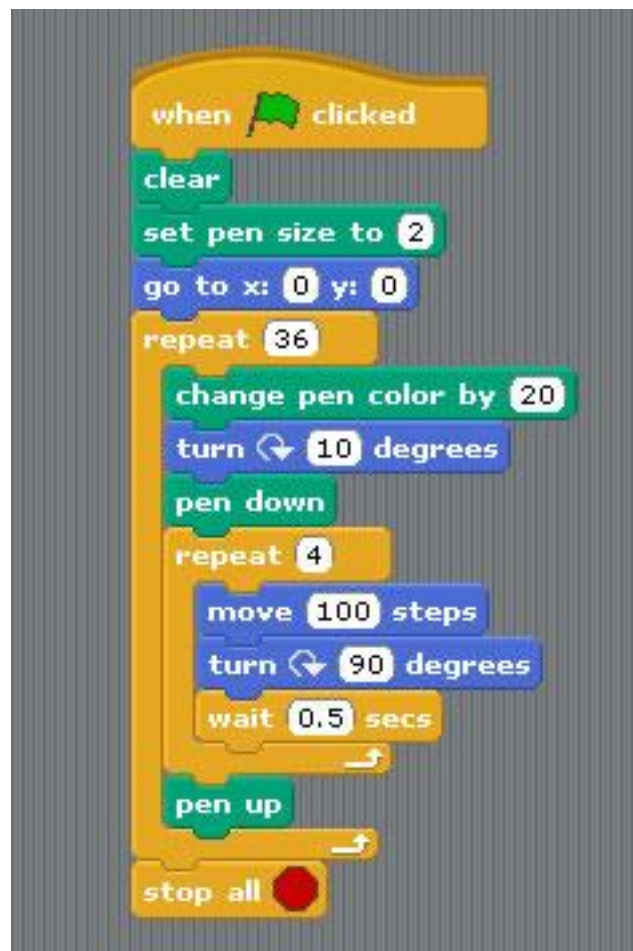 when clicked
clear
set pen size to 2
go to x: 0 y: 0
repeat 36
change pen color by 20
turn 10 degrees
pen down
repeat 4
move 100 steps
turn 90 degrees
wait 0.5 secs
pen up
stop all